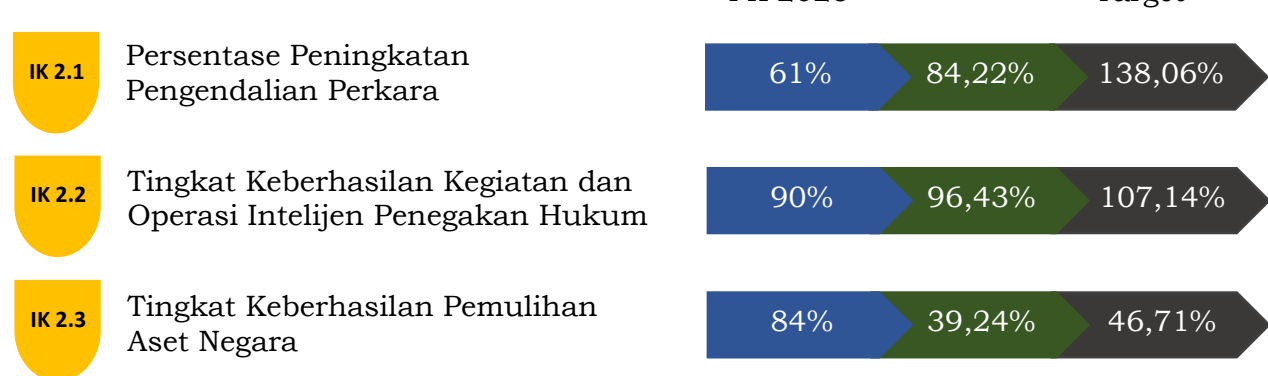 Target
IK 2.1
Persentase Peningkatan
Pengendalian Perkara
61%
84,22%
138,06%
IK 2.2
Tingkat Keberhasilan Kegiatan dan
Operasi Intelijen Penegakan Hukum
90%
96,43%
107,14%
IK 2.3
Tingkat Keberhasilan Pemulihan
Aset Negara
84%
39,24%
46,71%